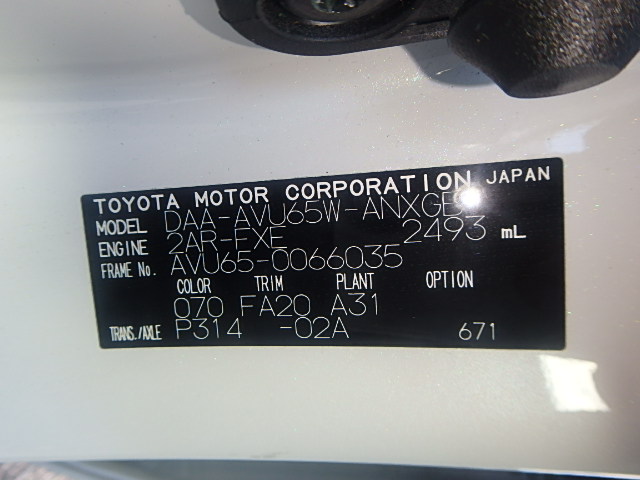 TOYOTA MOTOR CORPORATION JAPAN
MODEL DAA-AVU65W-ANXGB
ENGINE 2AR-FXE 2493 mL
FRAME No. AVU65-0066035
COLOR TRIM PLANT OPTION
070 FA20 A31
TRANS./AXLE P314 -02A 671